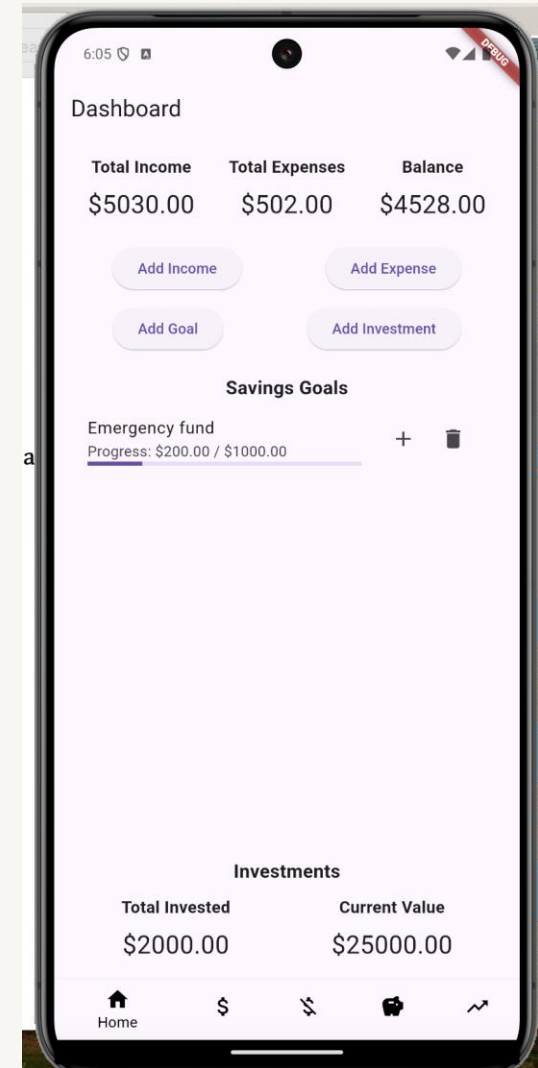 6:05
DEBUG
Dashboard
Total Income Total Expenses Balance
$5030.00 $502.00 $4528.00
Add Income Add Expense
Add Goal Add Investment
Savings Goals
Emergency fund
Progress: $200.00 / $1000.00
a
Investments
Total Invested Current Value
$2000.00 $25000.00
Home